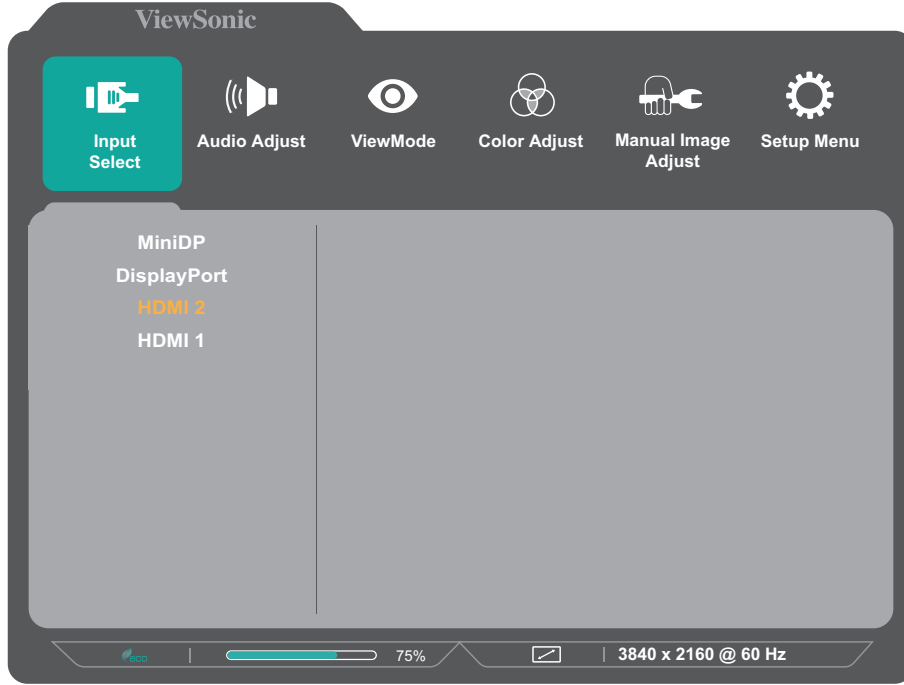 ViewSonic
Input
Select
Audio Adjust
ViewMode
Color Adjust
Manual Image
Adjust
Setup Menu
MiniDP
DisplayPort
HDMI 2
HDMI 1
eco
75%
3840 x 2160 @ 60 Hz